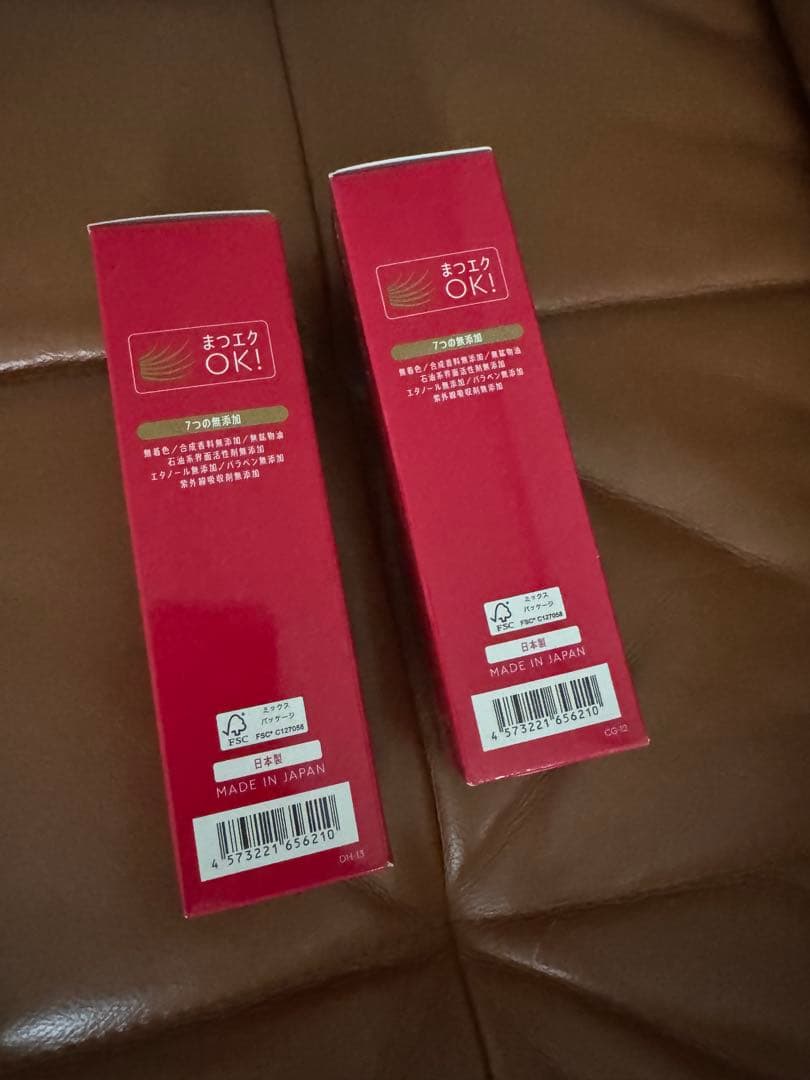 まつエク
OK!
7つの無添加
無着色/合成香料無添加/無鉱物油
石油系界面活性剤無添加
エタノール無添加/パラベン無添加
紫外線吸収剤無添加
FSC
ミックス
パッケージ
FSC® C127058
日本製
MADE IN JAPAN
4 573221 656210
DH-13
まつエク
OK!
7つの無添加
無着色/合成香料無添加/無鉱物油
石油系界面活性剤無添加
エタノール無添加/パラベン無添加
紫外線吸収剤無添加
FSC
ミックス
パッケージ
FSC® C127058
日本製
MADE IN JAPAN
4 573221 656210
CG-12